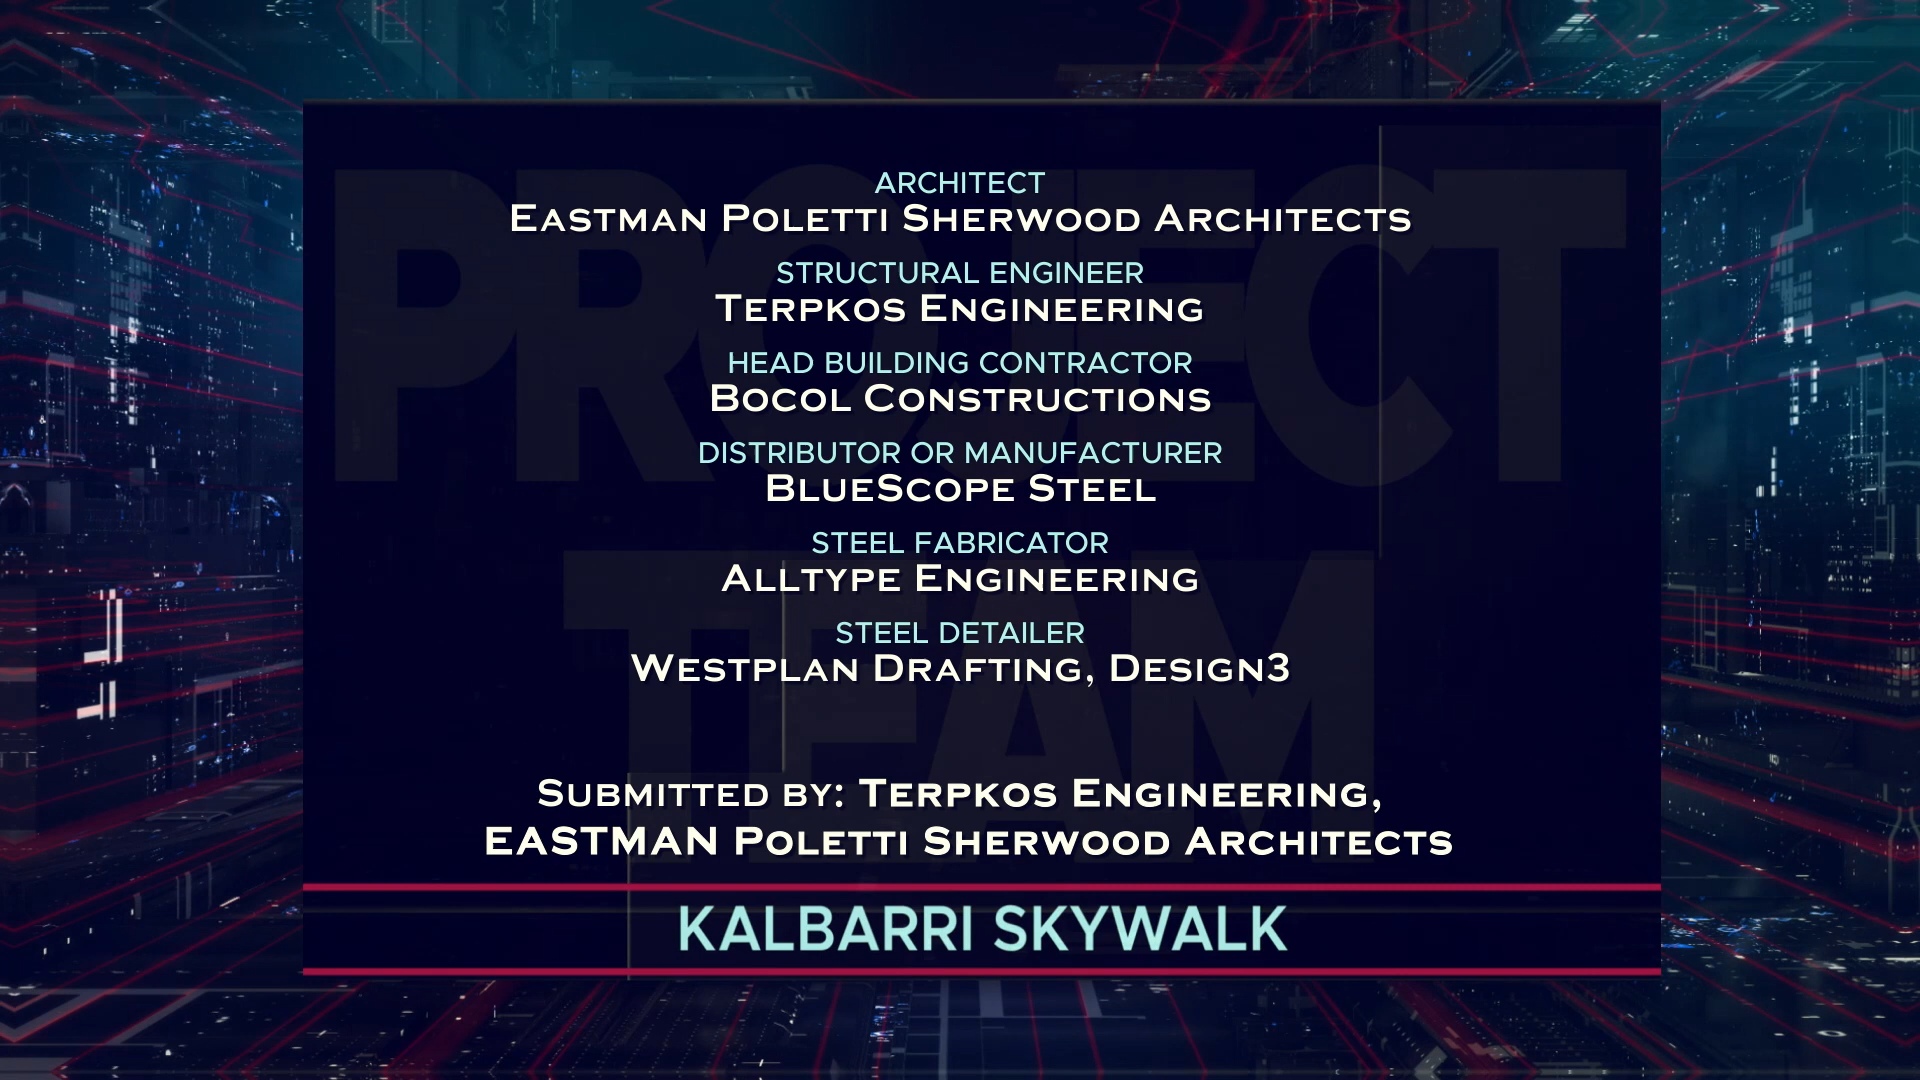 PROJECT
TEAM
ARCHITECT
Eastman Poletti Sherwood Architects
STRUCTURAL ENGINEER
Terpkos Engineering
HEAD BUILDING CONTRACTOR
Bocol Constructions
DISTRIBUTOR OR MANUFACTURER
BlueScope Steel
STEEL FABRICATOR
Alltype Engineering
STEEL DETAILER
Westplan Drafting, Design3
Submitted by: Terpkos Engineering,
EASTMAN Poletti Sherwood Architects
KALBARRI SKYWALK